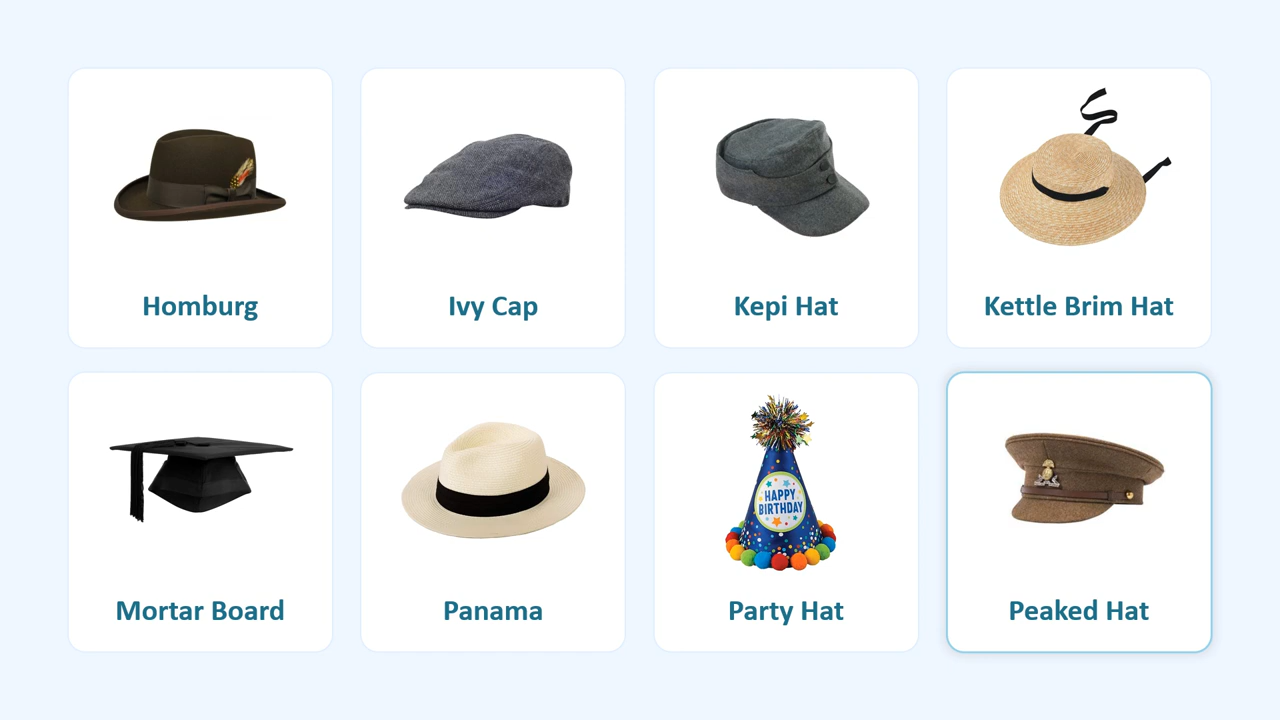 Homburg
Ivy Cap
Kepi Hat
Kettle Brim Hat
HAPPY
BIRTHDAY
Mortar Board
Panama
Party Hat
Peaked Hat